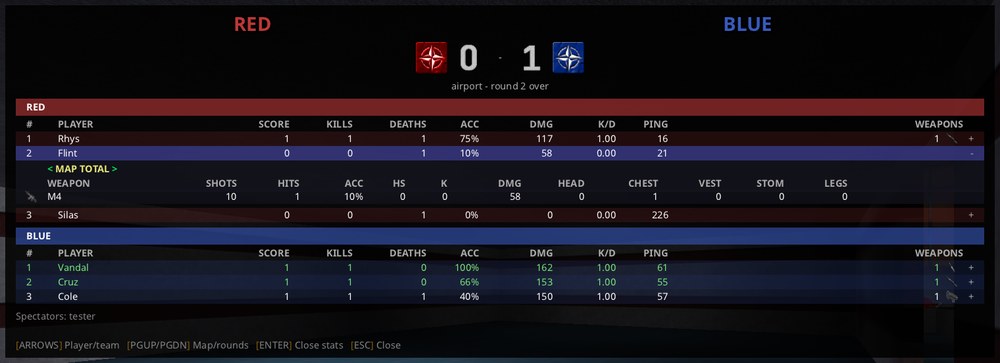 RED BLUE
0 - 1
airport - round 2 over
RED
# PLAYER SCORE KILLS DEATHS ACC DMG K/D PING WEAPONS
1 Rhys 1 1 1 75% 117 1.00 16 1 +
2 Flint 0 0 1 10% 58 0.00 21 -
< MAP TOTAL >
WEAPON SHOTS HITS ACC HS K DMG HEAD CHEST VEST STOM LEGS
M4 10 1 10% 0 0 58 0 1 0 0 0
3 Silas 0 0 1 0% 0 0.00 226 +
BLUE
# PLAYER SCORE KILLS DEATHS ACC DMG K/D PING WEAPONS
1 Vandal 1 1 0 100% 162 1.00 61 1 +
2 Cruz 1 1 0 66% 153 1.00 55 1 +
3 Cole 1 1 0 40% 150 1.00 57 1 +
Spectators: tester
[ARROWS] Player/team [PGUP/PGDN] Map/rounds [ENTER] Close stats [ESC] Close